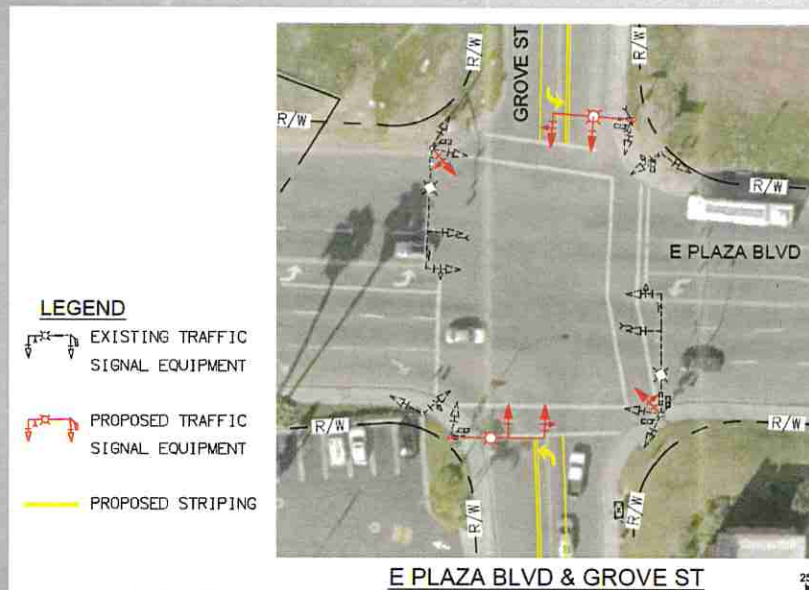 R/W
R/W
GROVE ST
R/W
R/W
E PLAZA BLVD
LEGEND
EXISTING TRAFFIC
SIGNAL EQUIPMENT
PROPOSED TRAFFIC
SIGNAL EQUIPMENT
PROPOSED STRIPING
R/W
R/W
R/W
R/W
E PLAZA BLVD & GROVE ST